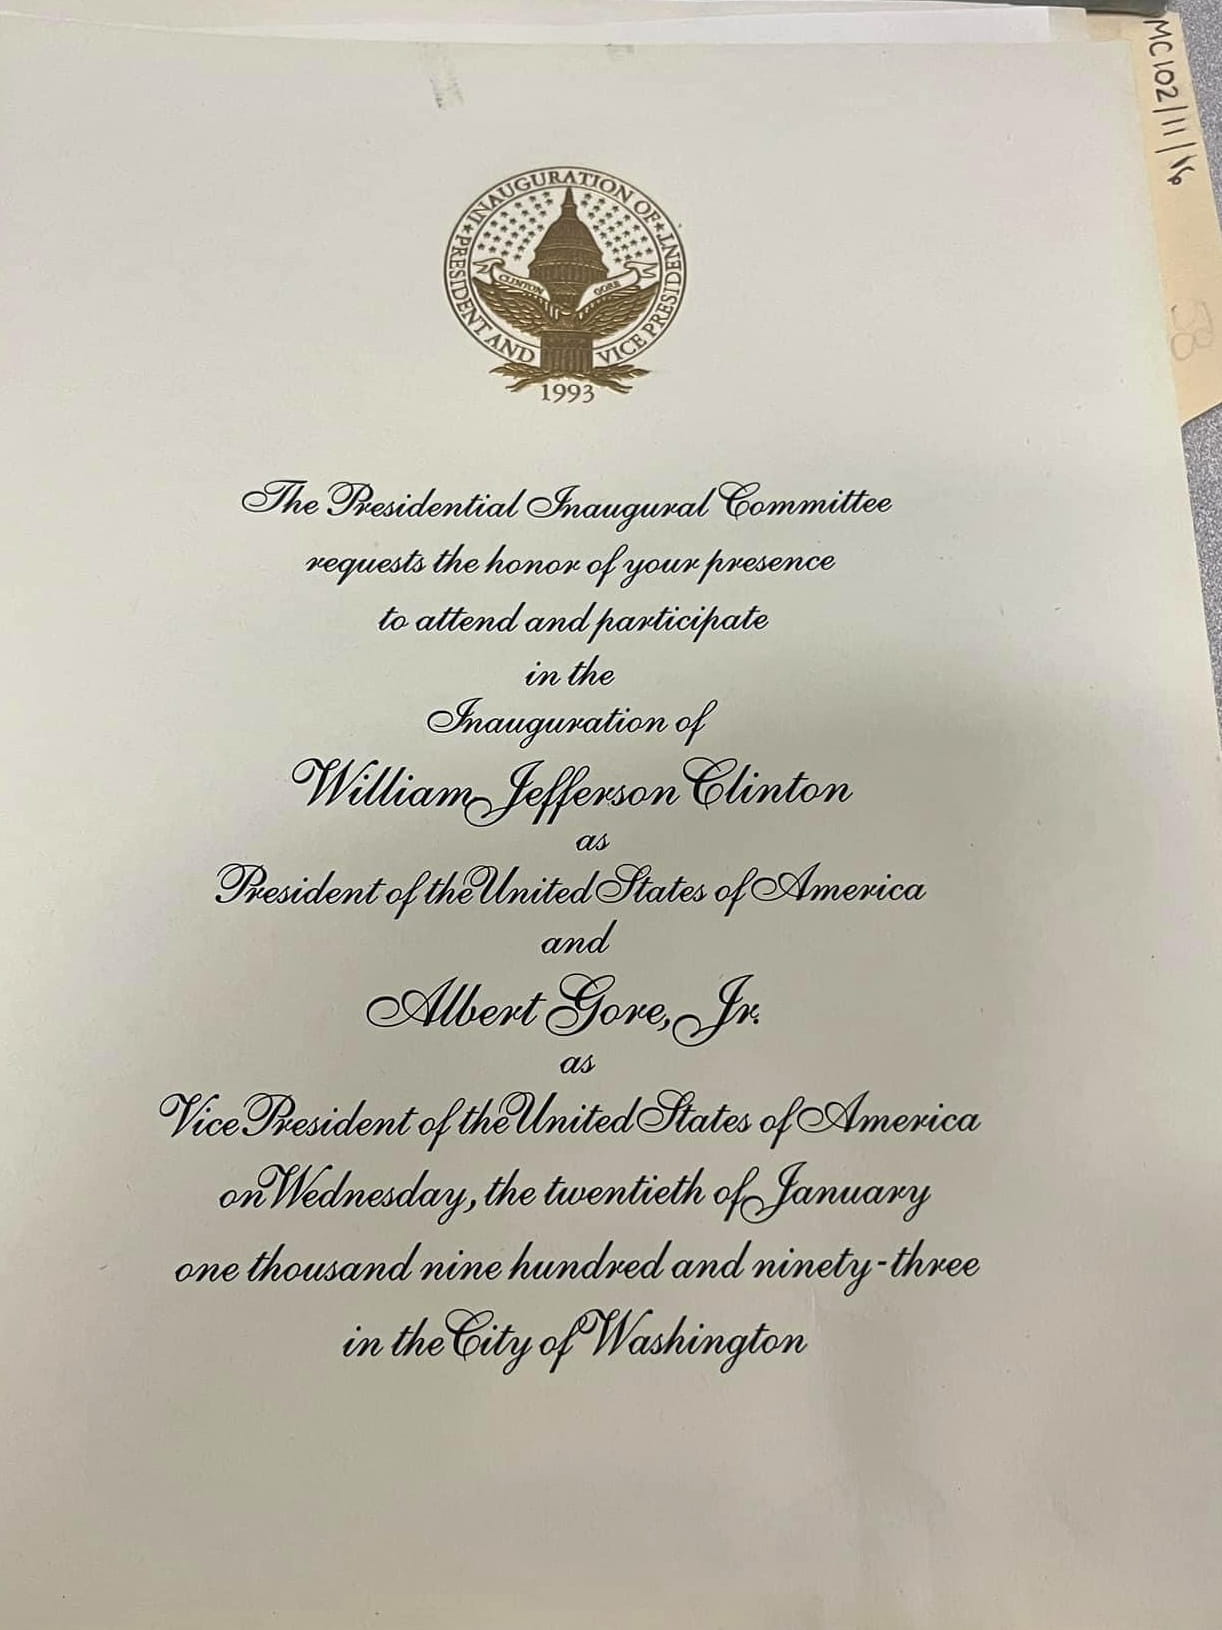 MC102/11/16
INAUGURATION OF
PRESIDENT AND VICE PRESIDENT
CLINTON GORE
1993
The Presidential Inaugural Committee
requests the honor of your presence
to attend and participate
in the
Inauguration of
William Jefferson Clinton
as
President of the United States of America
and
Albert Gore, Jr.
as
Vice President of the United States of America
on Wednesday, the twentieth of January
one thousand nine hundred and ninety-three
in the City of Washington